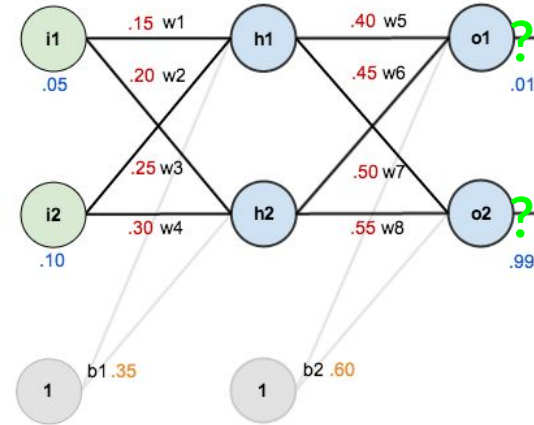 i1
.15 w1
h1
.40 w5
o1
?
.05
.20 w2
.45 w6
.01
.25 w3
.50 w7
i2
.30 w4
h2
.55 w8
o2
?
.10
.99
b1 .35
b2 .60
1
1